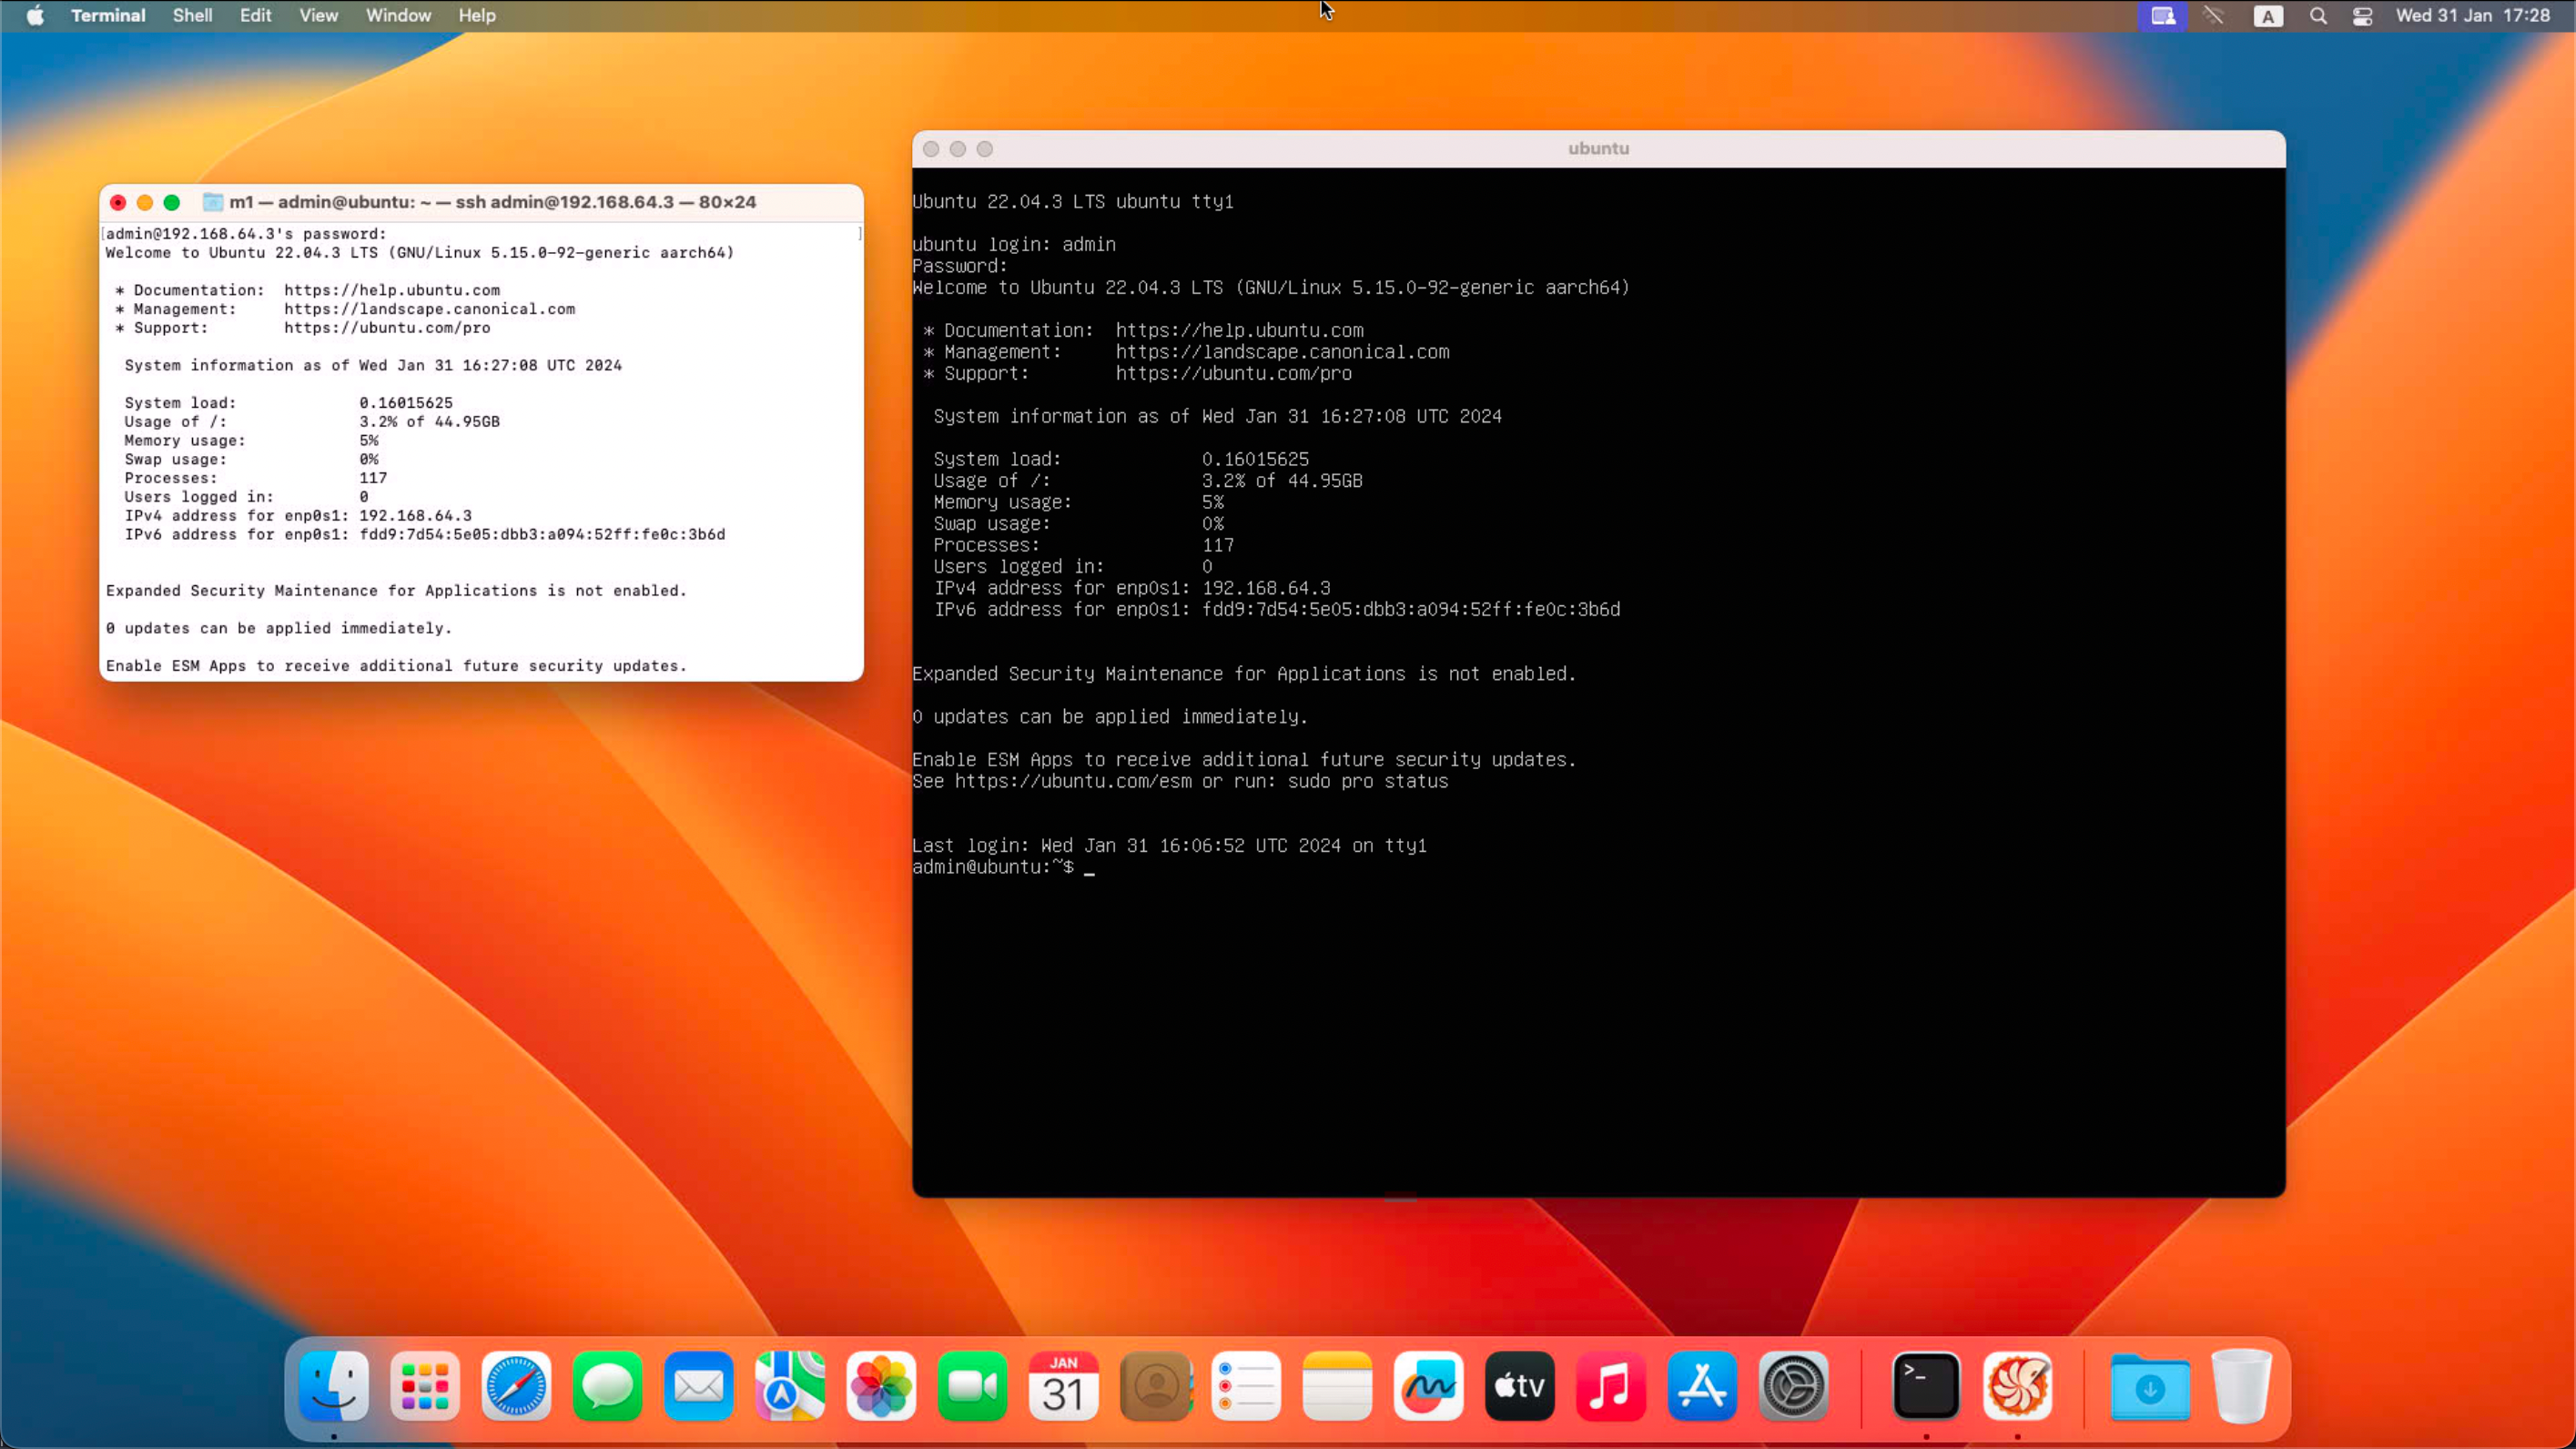 Terminal Shell Edit View Window Help
A Wed 31 Jan 17:28
m1 — admin@ubuntu: ~ — ssh admin@192.168.64.3 — 80×24
[admin@192.168.64.3's password: ]
Welcome to Ubuntu 22.04.3 LTS (GNU/Linux 5.15.0-92-generic aarch64)
* Documentation: https://help.ubuntu.com
* Management: https://landscape.canonical.com
* Support: https://ubuntu.com/pro
System information as of Wed Jan 31 16:27:08 UTC 2024
System load: 0.16015625
Usage of /: 3.2% of 44.95GB
Memory usage: 5%
Swap usage: 0%
Processes: 117
Users logged in: 0
IPv4 address for enp0s1: 192.168.64.3
IPv6 address for enp0s1: fdd9:7d54:5e05:dbb3:a094:52ff:fe0c:3b6d
Expanded Security Maintenance for Applications is not enabled.
0 updates can be applied immediately.
Enable ESM Apps to receive additional future security updates.
ubuntu
Ubuntu 22.04.3 LTS ubuntu tty1
ubuntu login: admin
Password:
Welcome to Ubuntu 22.04.3 LTS (GNU/Linux 5.15.0-92-generic aarch64)
* Documentation: https://help.ubuntu.com
* Management: https://landscape.canonical.com
* Support: https://ubuntu.com/pro
System information as of Wed Jan 31 16:27:08 UTC 2024
System load: 0.16015625
Usage of /: 3.2% of 44.95GB
Memory usage: 5%
Swap usage: 0%
Processes: 117
Users logged in: 0
IPv4 address for enp0s1: 192.168.64.3
IPv6 address for enp0s1: fdd9:7d54:5e05:dbb3:a094:52ff:fe0c:3b6d
Expanded Security Maintenance for Applications is not enabled.
0 updates can be applied immediately.
Enable ESM Apps to receive additional future security updates.
See https://ubuntu.com/esm or run: sudo pro status
Last login: Wed Jan 31 16:06:52 UTC 2024 on tty1
admin@ubuntu:~$ _
JAN
31
tv
>_